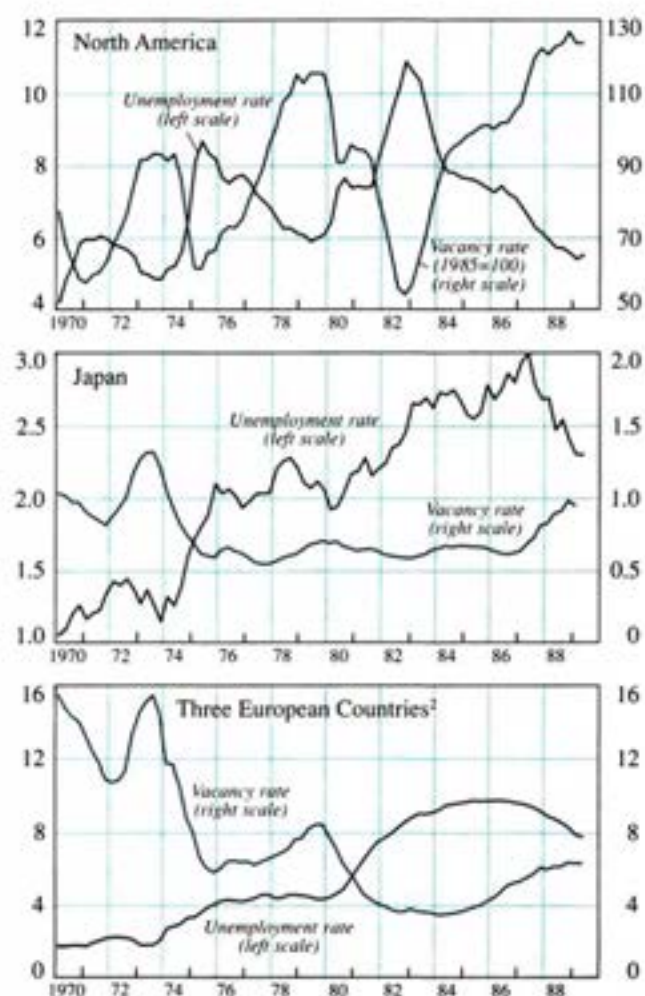 North America
12
10
8
6
4
130
110
90
70
50
Unemployment rate
(left scale)
Vacancy rate
(1985=100)
(right scale)
1970 72 74 76 78 80 82 84 86 88
Japan
3.0
2.5
2.0
1.5
1.0
2.0
1.5
1.0
0.5
0
Unemployment rate
(left scale)
Vacancy rate
(right scale)
1970 72 74 76 78 80 82 84 86 88
Three European Countries²
16
12
8
4
0
16
12
8
4
0
Vacancy rate
(right scale)
Unemployment rate
(left scale)
1970 72 74 76 78 80 82 84 86 88